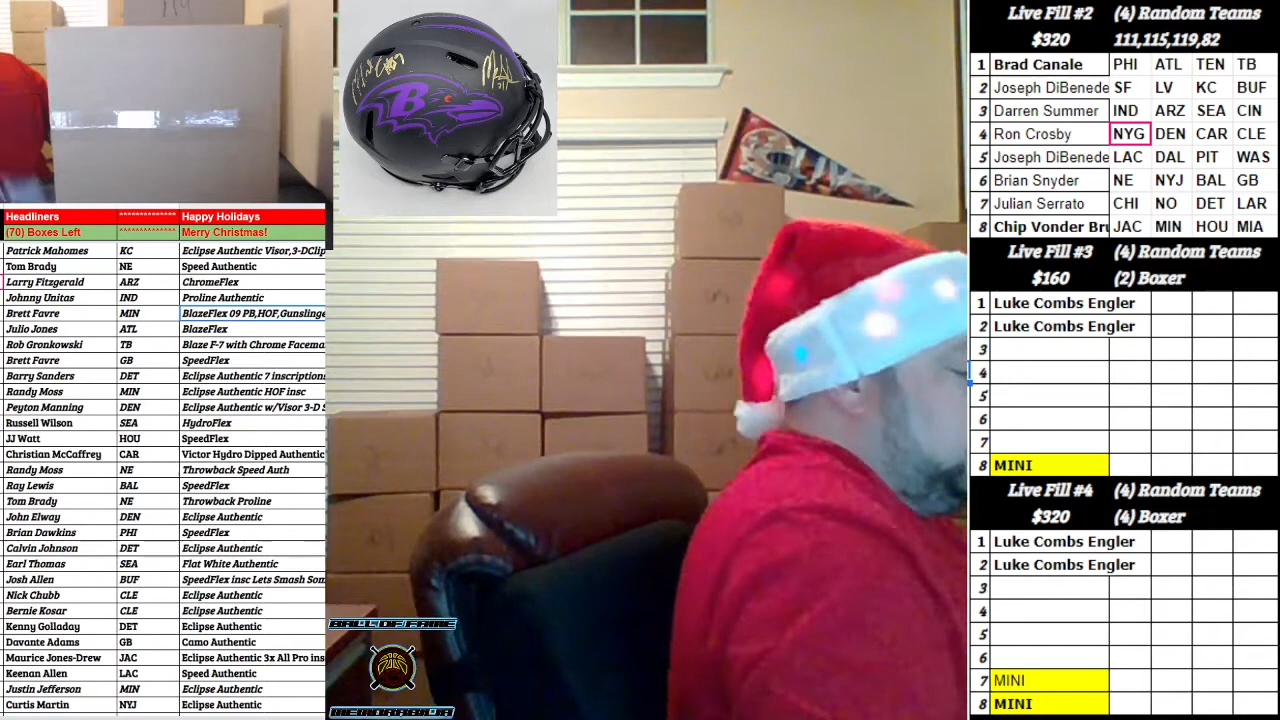 Headliners ************** Happy Holidays
(70) Boxes Left ************** Merry Christmas!
Patrick Mahomes KC Eclipse Authentic Visor,3-DClip
Tom Brady NE Speed Authentic
Larry Fitzgerald ARZ ChromeFlex
Johnny Unitas IND Proline Authentic
Brett Favre MIN BlazeFlex 09 PB,HOF,Gunslinge
Julio Jones ATL BlazeFlex
Rob Gronkowski TB Blaze F-7 with Chrome Facema
Brett Favre GB SpeedFlex
Barry Sanders DET Eclipse Authentic 7 inscriptions
Randy Moss MIN Eclipse Authentic HOF insc
Peyton Manning DEN Eclipse Authentic w/Visor 3-D S
Russell Wilson SEA HydroFlex
JJ Watt HOU SpeedFlex
Christian McCaffrey CAR Victor Hydro Dipped Authentic
Randy Moss NE Throwback Speed Auth
Ray Lewis BAL SpeedFlex
Tom Brady NE Throwback Proline
John Elway DEN Eclipse Authentic
Brian Dawkins PHI SpeedFlex
Calvin Johnson DET Eclipse Authentic
Earl Thomas SEA Flat White Authentic
Josh Allen BUF SpeedFlex insc Lets Smash Som
Nick Chubb CLE Eclipse Authentic
Bernie Kosar CLE Eclipse Authentic
Kenny Golladay DET Eclipse Authentic
Davante Adams GB Camo Authentic
Maurice Jones-Drew JAC Eclipse Authentic 3x All Pro ins
Keenan Allen LAC Speed Authentic
Justin Jefferson MIN Eclipse Authentic
Curtis Martin NYJ Eclipse Authentic
B
BALL OF FAME
MEMORABILIA
Live Fill #2 (4) Random Teams
$320 111,115,119,82
1 Brad Canale PHI ATL TEN TB
2 Joseph DiBenede SF LV KC BUF
3 Darren Summer IND ARZ SEA CIN
4 Ron Crosby NYG DEN CAR CLE
5 Joseph DiBenede LAC DAL PIT WAS
6 Brian Snyder NE NYJ BAL GB
7 Julian Serrato CHI NO DET LAR
8 Chip Vonder Bru JAC MIN HOU MIA
Live Fill #3 (4) Random Teams
$160 (2) Boxer
1 Luke Combs Engler
2 Luke Combs Engler
3
4
5
6
7
8 MINI
Live Fill #4 (4) Random Teams
$320 (4) Boxer
1 Luke Combs Engler
2 Luke Combs Engler
3
4
5
6
7 MINI
8 MINI